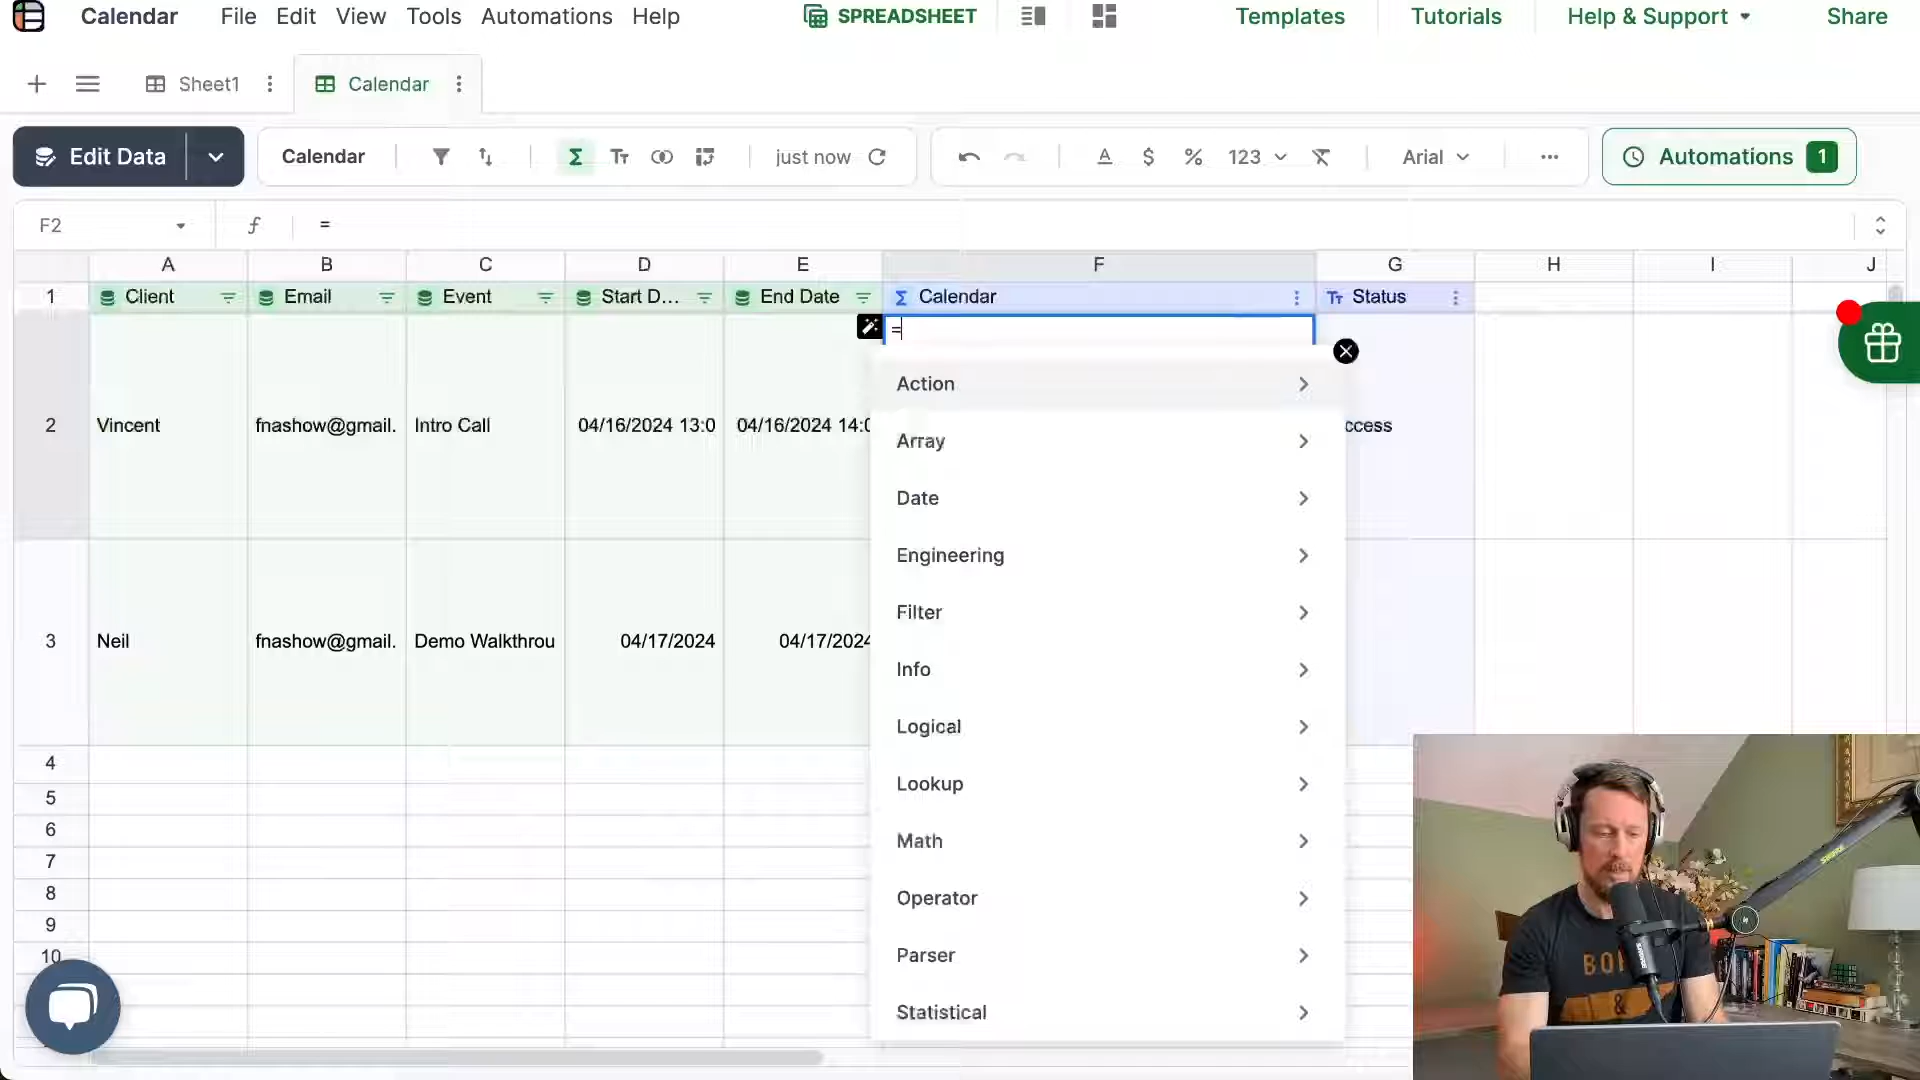 Calendar File Edit View Tools Automations Help SPREADSHEET Templates Tutorials Help & Support Share
Sheet1 Calendar
Edit Data Calendar just now $ % 123 Arial ... Automations 1
F2 f =
A B C D E F G H I J
1 Client Email Event Start D... End Date Calendar Tт Status
=
Action
2 Vincent fnashow@gmail. Intro Call 04/16/2024 13:0 04/16/2024 14:0 ccess
Array
Date
Engineering
Filter
3 Neil fnashow@gmail. Demo Walkthrou 04/17/2024 04/17/2024
Info
Logical
4
Lookup
5
6
Math
7
8
Operator
9
10
Parser
Statistical
SHURE
BO
&